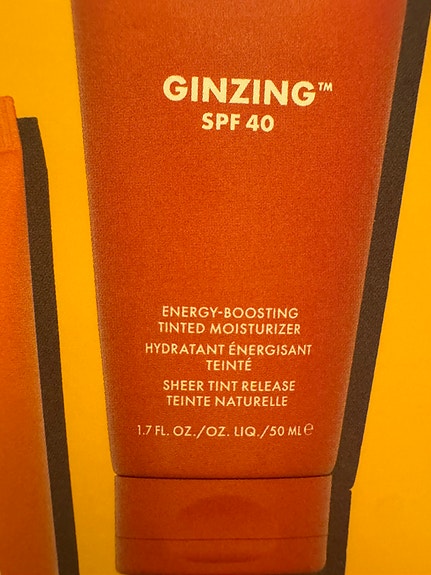 GINZING™
SPF 40
ENERGY-BOOSTING
TINTED MOISTURIZER
HYDRATANT ÉNERGISANT
TEINTÉ
SHEER TINT RELEASE
TEINTE NATURELLE
1.7 FL. OZ./OZ. LIQ./50 ML℮